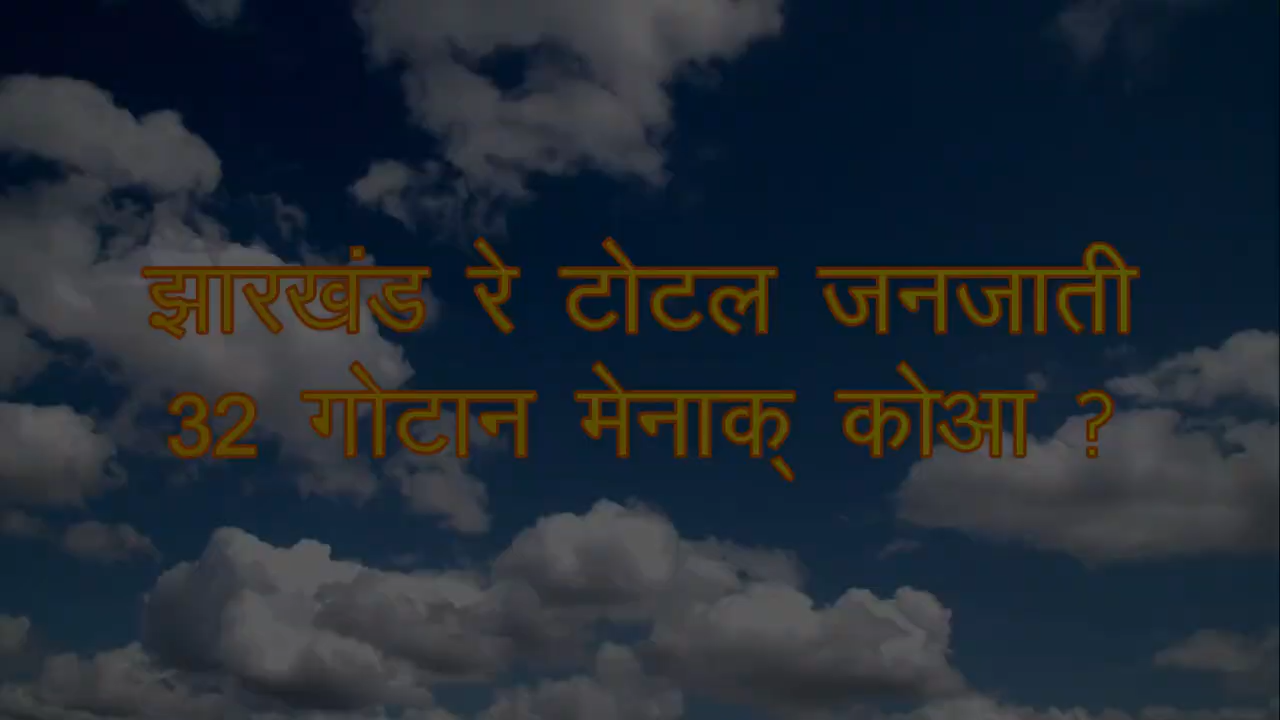 झारखंड रे टोटल जनजाती
32 गोटान मेनाक् कोआ ?